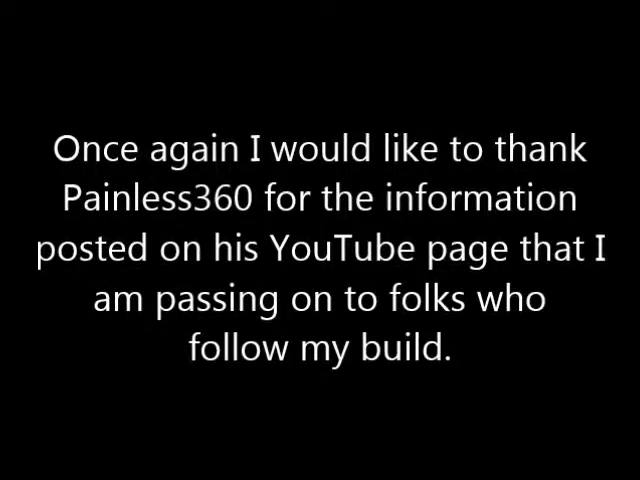 Once again I would like to thank
Painless360 for the information
posted on his YouTube page that I
am passing on to folks who
follow my build.